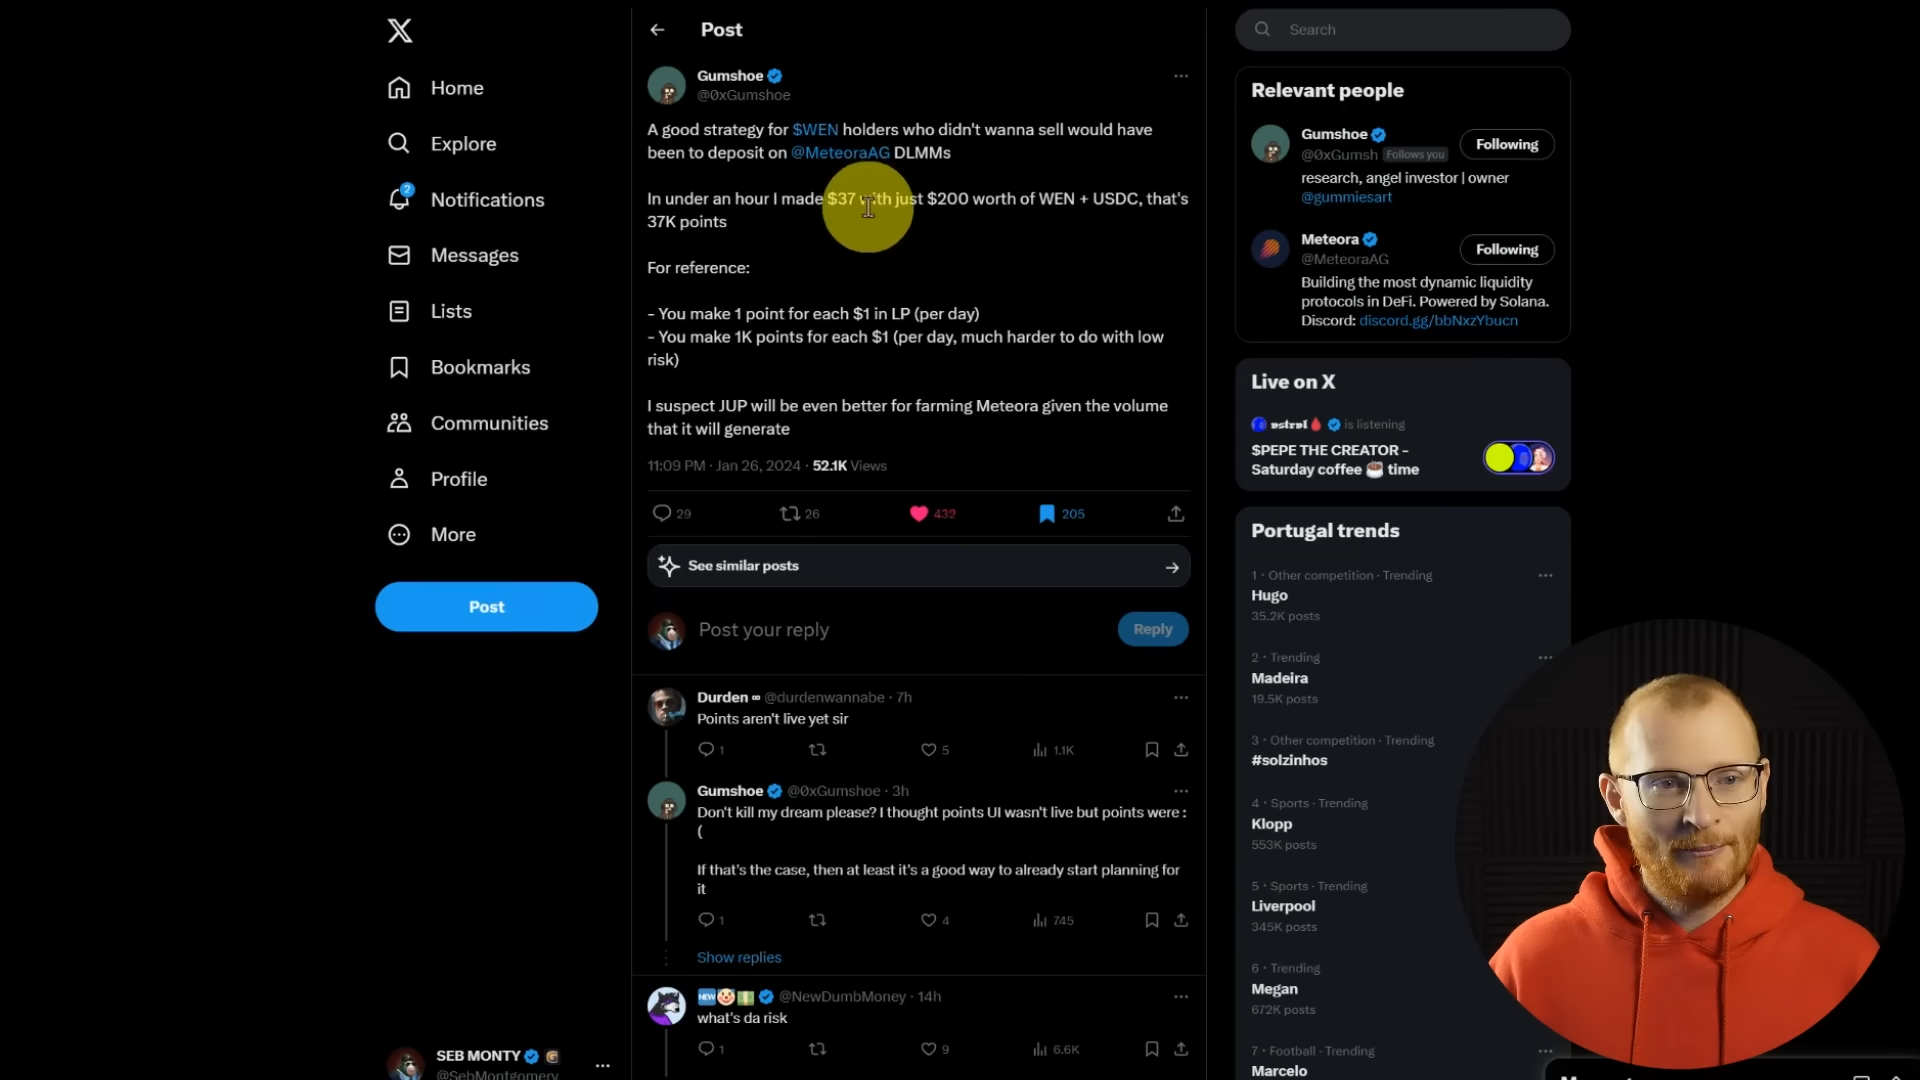 Home
Explore
2
Notifications
Messages
Lists
Bookmarks
Communities
Profile
More
Post
SEB MONTY
@SebMontgomery
Post
Gumshoe
@0xGumshoe
A good strategy for $WEN holders who didn't wanna sell would have
been to deposit on @MeteoraAG DLMMs
In under an hour I made $37 with just $200 worth of WEN + USDC, that's
37K points
For reference:
- You make 1 point for each $1 in LP (per day)
- You make 1K points for each $1 (per day, much harder to do with low
risk)
I suspect JUP will be even better for farming Meteora given the volume
that it will generate
11:09 PM · Jan 26, 2024 · 52.1K Views
29
26
432
205
See similar posts
Post your reply
Reply
Durden ∞ @durdenwannabe · 7h
Points aren't live yet sir
1
5
1.1K
Gumshoe @0xGumshoe · 3h
Don't kill my dream please? I thought points UI wasn't live but points were :
(
If that's the case, then at least it's a good way to already start planning for
it
1
4
745
Show replies
NEW @NewDumbMoney · 14h
what's da risk
1
9
6.6K
Search
Relevant people
Gumshoe
@0xGumsh Follows you
Following
research, angel investor | owner
@gummiesart
Meteora
@MeteoraAG
Following
Building the most dynamic liquidity
protocols in DeFi. Powered by Solana.
Discord: discord.gg/bbNxzYbucn
Live on X
is listening
$PEPE THE CREATOR -
Saturday coffee ☕ time
Portugal trends
1 · Other competition · Trending
Hugo
35.2K posts
2 · Trending
Madeira
19.5K posts
3 · Other competition · Trending
#solzinhos
4 · Sports · Trending
Klopp
553K posts
5 · Sports · Trending
Liverpool
345K posts
6 · Trending
Megan
672K posts
7 · Football · Trending
Marcelo